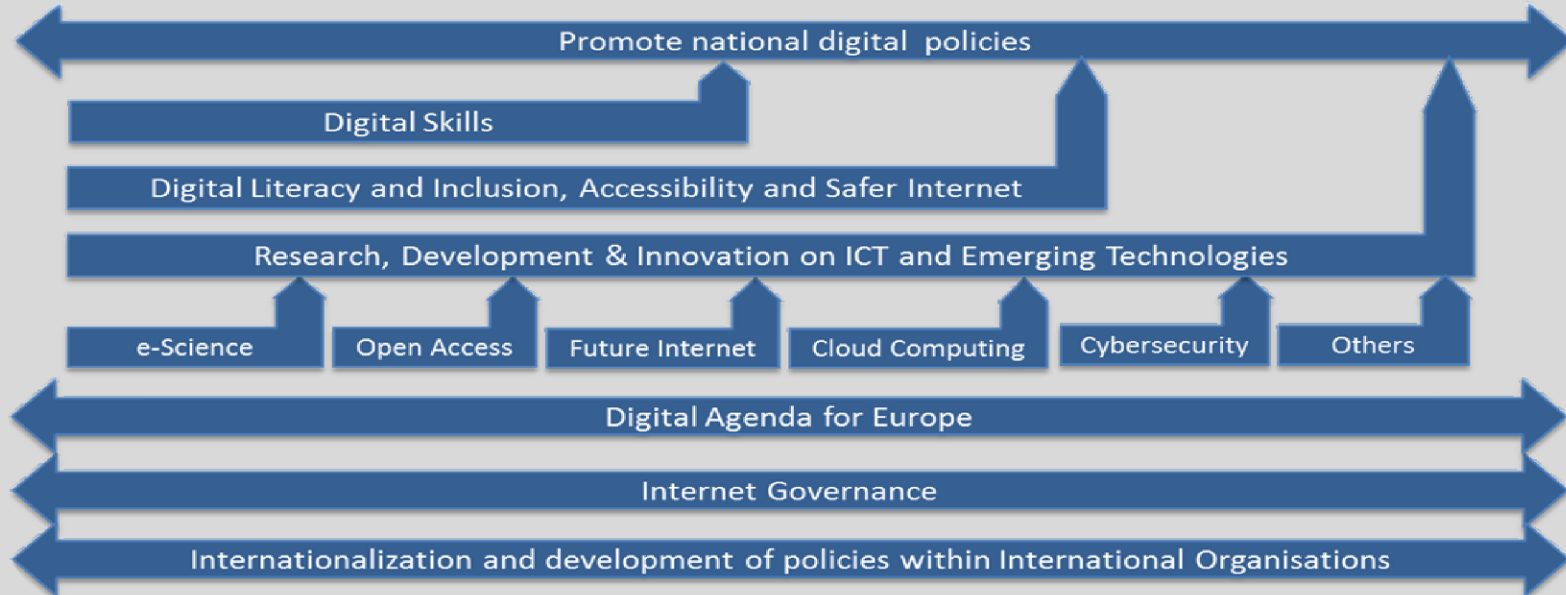 Promote national digital policies
Digital Skills
Digital Literacy and Inclusion, Accessibility and Safer Internet
Research, Development & Innovation on ICT and Emerging Technologies
e-Science
Open Access
Future Internet
Cloud Computing
Cybersecurity
Others
Digital Agenda for Europe
Internet Governance
Internationalization and development of policies within International Organisations